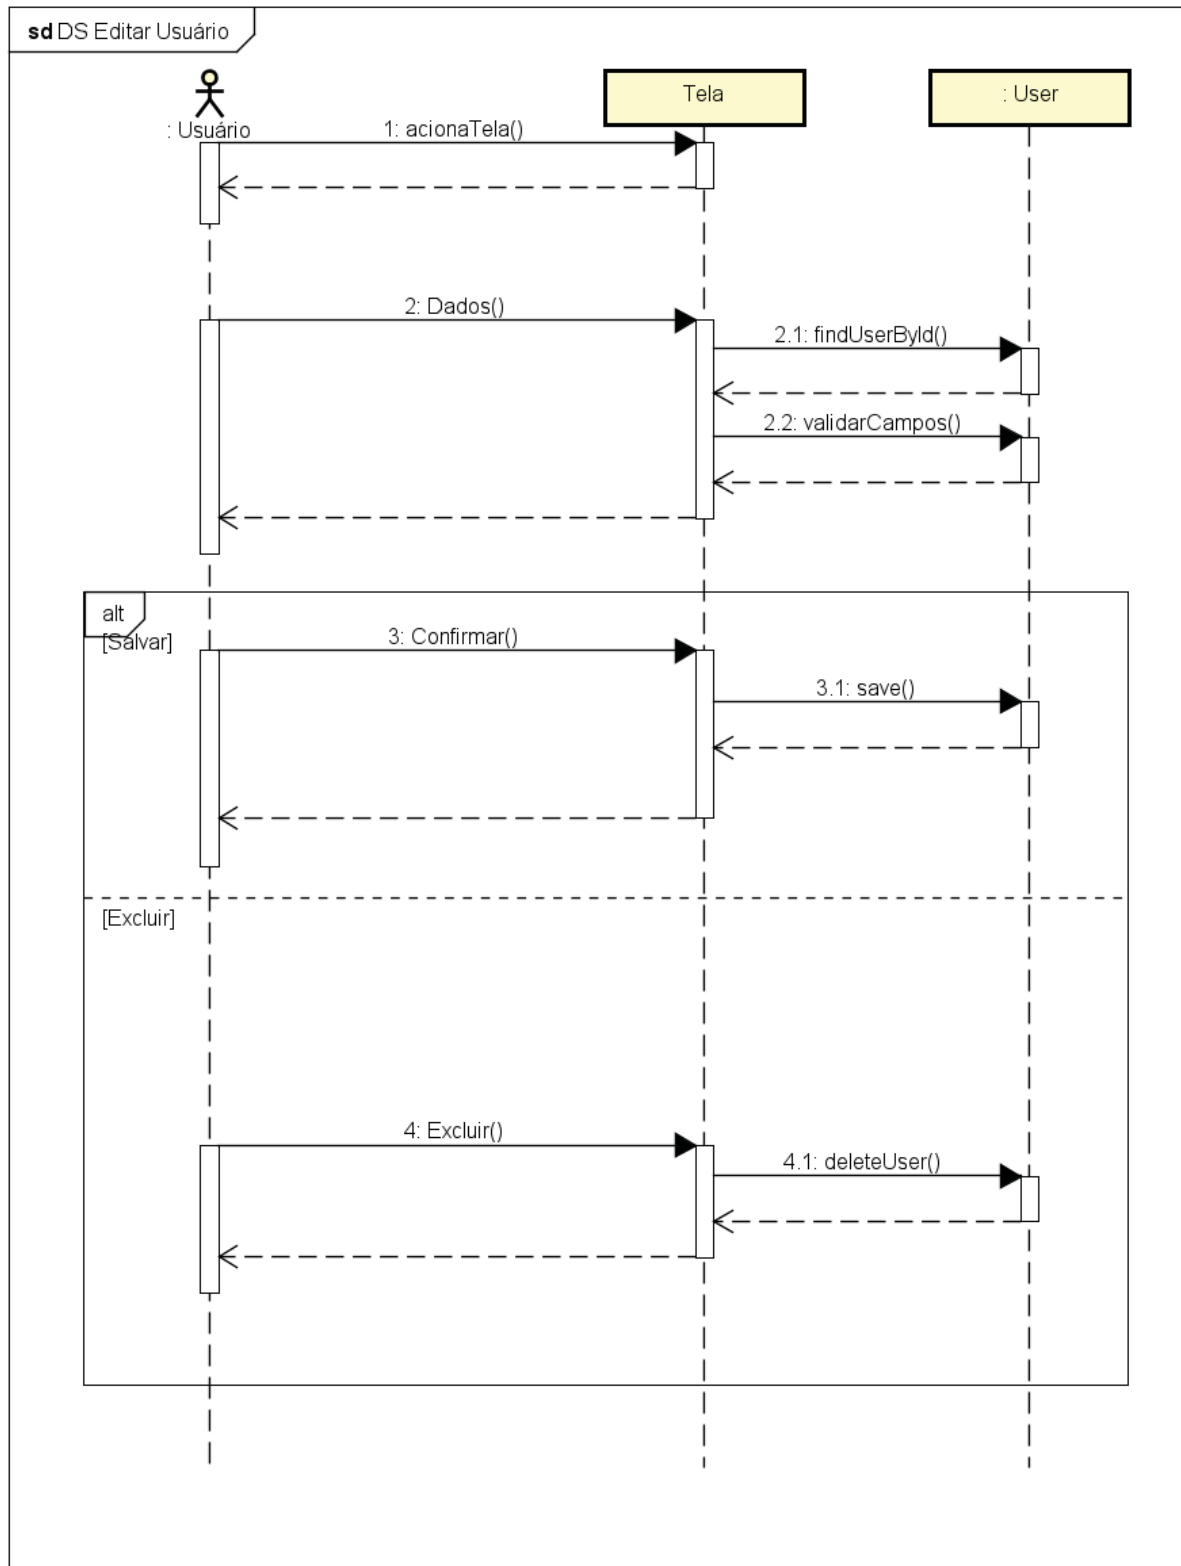 sd DS Editar Usuário
: Usuário
Tela
: User
1: acionaTela()
2: Dados()
2.1: findUserById()
2.2: validarCampos()
alt
[Salvar]
3: Confirmar()
3.1: save()
[Excluir]
4: Excluir()
4.1: deleteUser()